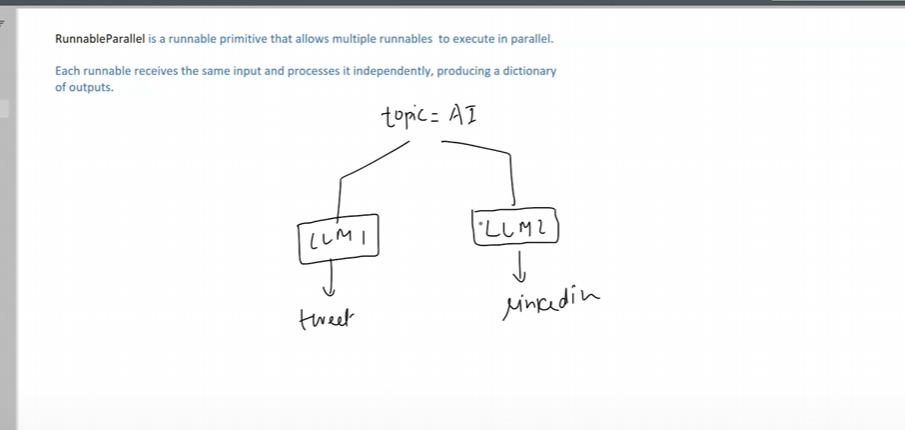 RunnableParallel is a runnable primitive that allows multiple runnables to execute in parallel.
Each runnable receives the same input and processes it independently, producing a dictionary
of outputs.
topic = AI
LLM1
LLM2
tweet
Linkedin